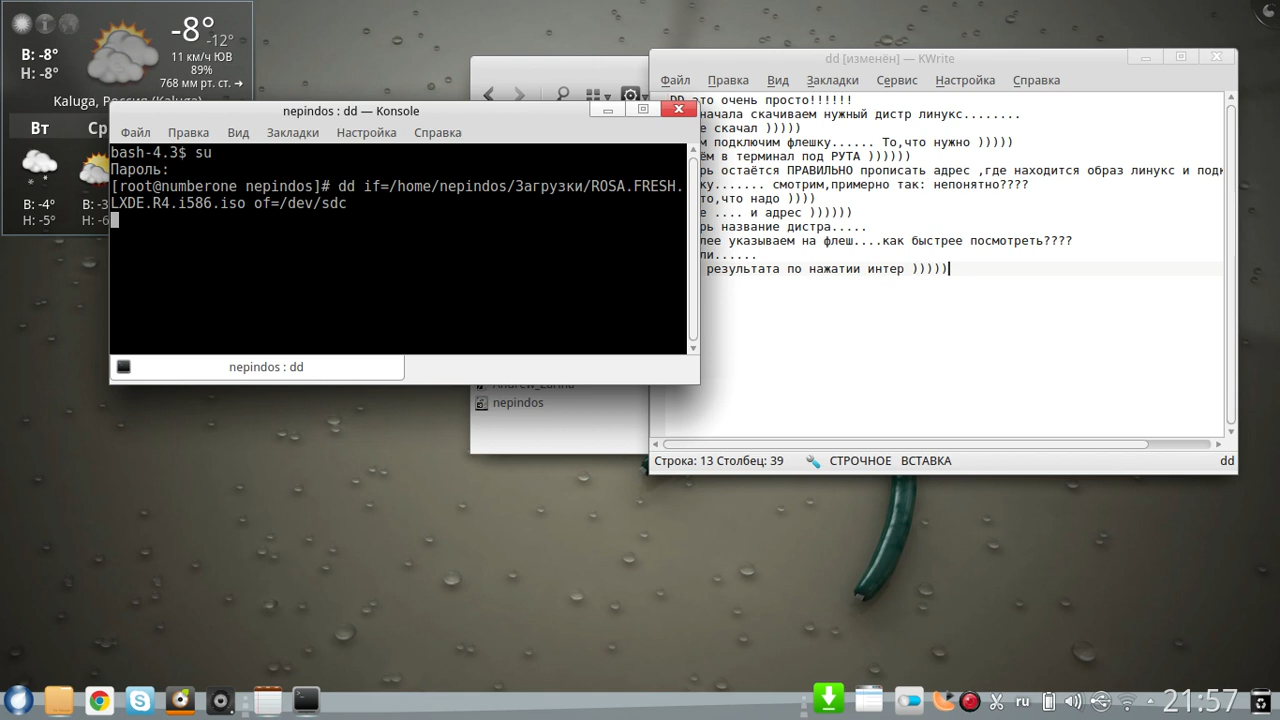 -8°
-12°
В: -8°
Н: -8°
11 км/ч ЮВ
89%
768 мм рт. ст. →
Kaluga, Россия (Kaluga)
Вт
Ср
В: -4°
Н: -5°
В: -8°
nepindos : dd — Konsole
Файл Правка Вид Закладки Настройка Справка
bash-4.3$ su
Пароль:
[root@numberone nepindos]# dd if=/home/nepindos/Загрузки/ROSA.FRESH.
LXDE.R4.i586.iso of=/dev/sdc
nepindos : dd
nepindos
dd [изменён] — KWrite
Файл Правка Вид Закладки Сервис Настройка Справка
DD это очень просто!!!!!!
начала скачиваем нужный дистр линукс........
е скачал )))))
м подключим флешку...... То,что нужно )))))
ём в терминал под РУТА ))))))
рь остаётся ПРАВИЛЬНО прописать адрес ,где находится образ линукс и подк
ку....... смотрим,примерно так: непонятно????
то,что надо ))))
е .... и адрес ))))))
рь название дистра.....
лее указываем на флеш....как быстрее посмотреть????
ли......
результата по нажатии интер )))))
Строка: 13 Столбец: 39 СТРОЧНОЕ ВСТАВКА dd
ru
21:57